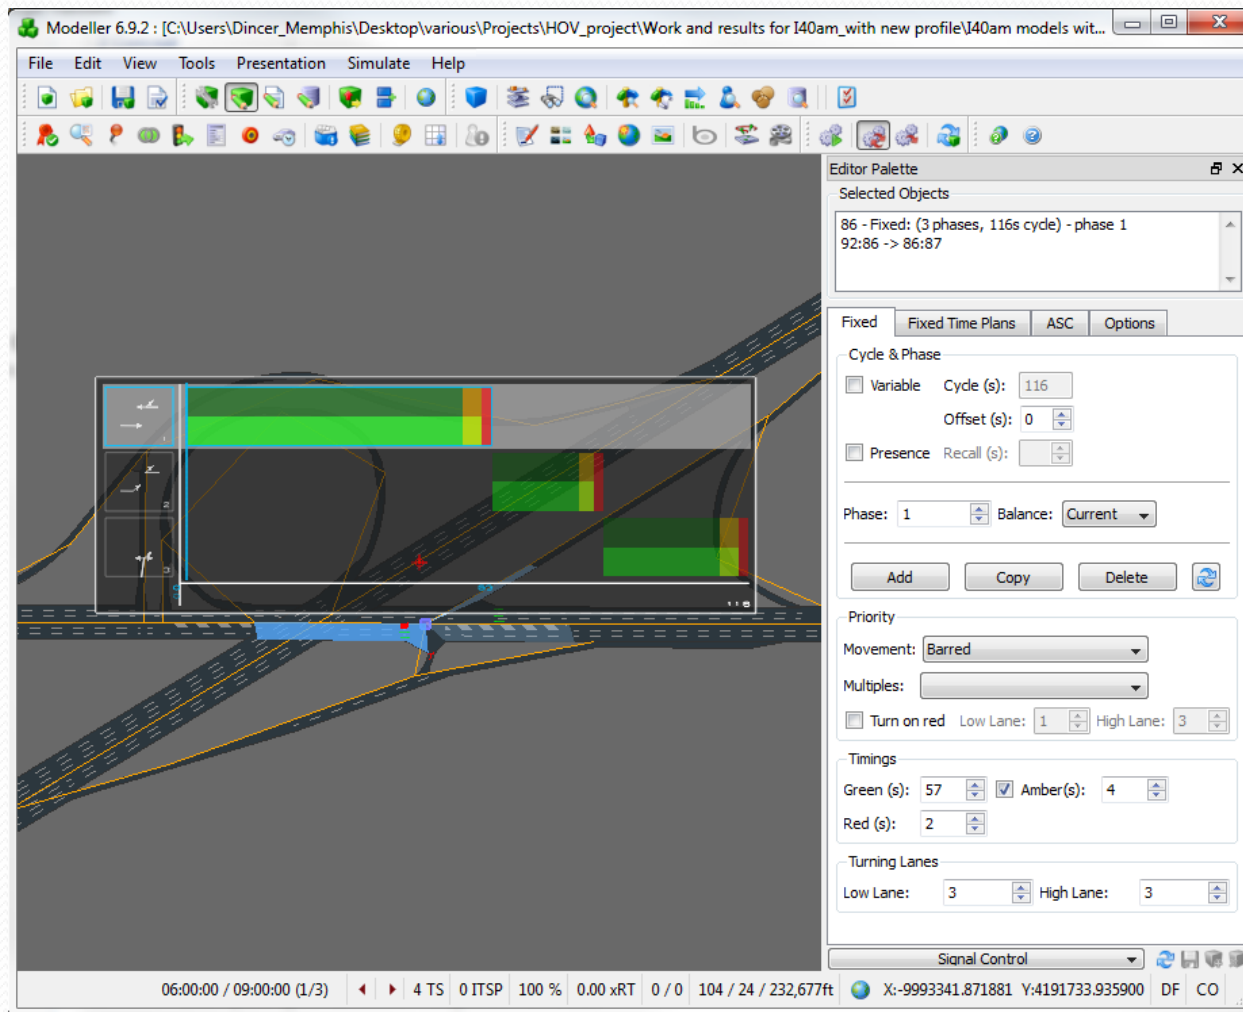 Modeller 6.9.2 : [C:\Users\Dincer_Memphis\Desktop\various\Projects\HOV_project\Work and results for I40am_with new profile\I40am models wit...
File Edit View Tools Presentation Simulate Help
Editor Palette
Selected Objects
86 - Fixed: (3 phases, 116s cycle) - phase 1
92:86 -> 86:87
Fixed Fixed Time Plans ASC Options
Cycle & Phase
Variable Cycle (s): 116
Offset (s): 0
Presence Recall (s):
Phase: 1 Balance: Current
Add Copy Delete
Priority
Movement: Barred
Multiples:
Turn on red Low Lane: 1 High Lane: 3
Timings
Green (s): 57 Amber(s): 4
Red (s): 2
Turning Lanes
Low Lane: 3 High Lane: 3
Signal Control
1
2
3
0 63
116
06:00:00 / 09:00:00 (1/3) 4 TS 0 ITSP 100 % 0.00 xRT 0 / 0 104 / 24 / 232,677ft X:-9993341.871881 Y:4191733.935900 DF CO